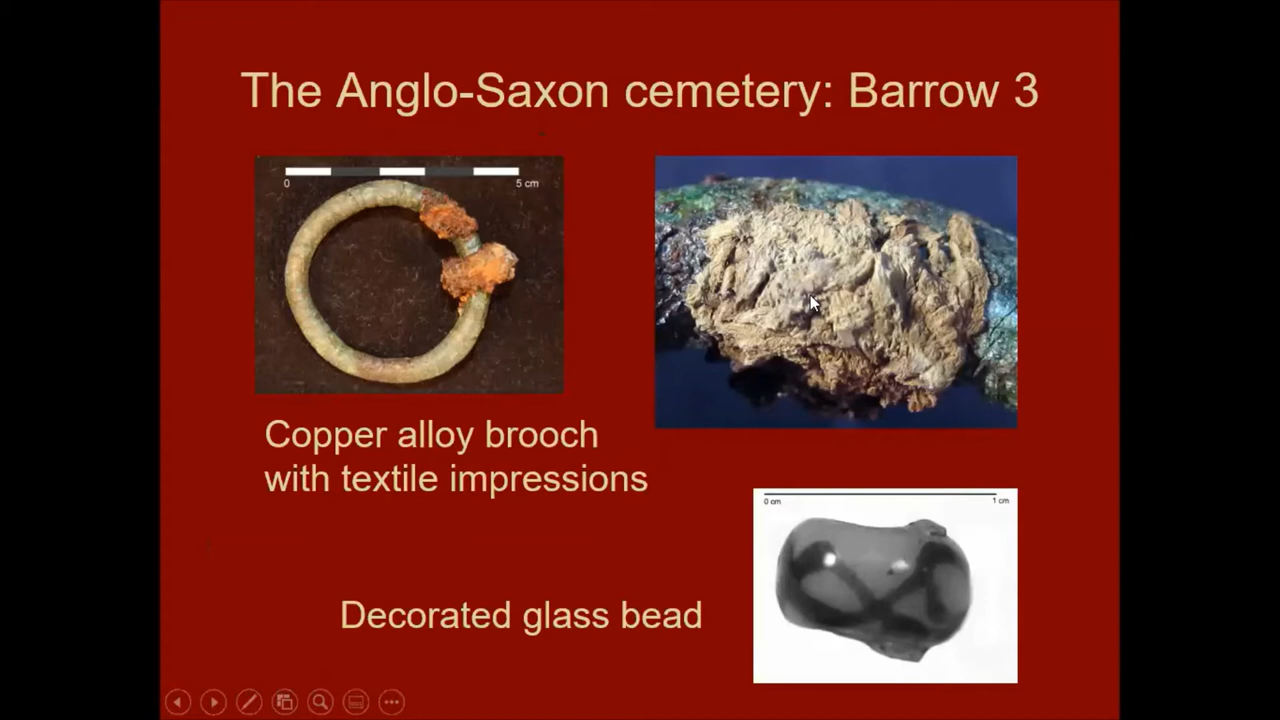 The Anglo-Saxon cemetery: Barrow 3
0 5 cm
Copper alloy brooch
with textile impressions
0 cm 1 cm
Decorated glass bead